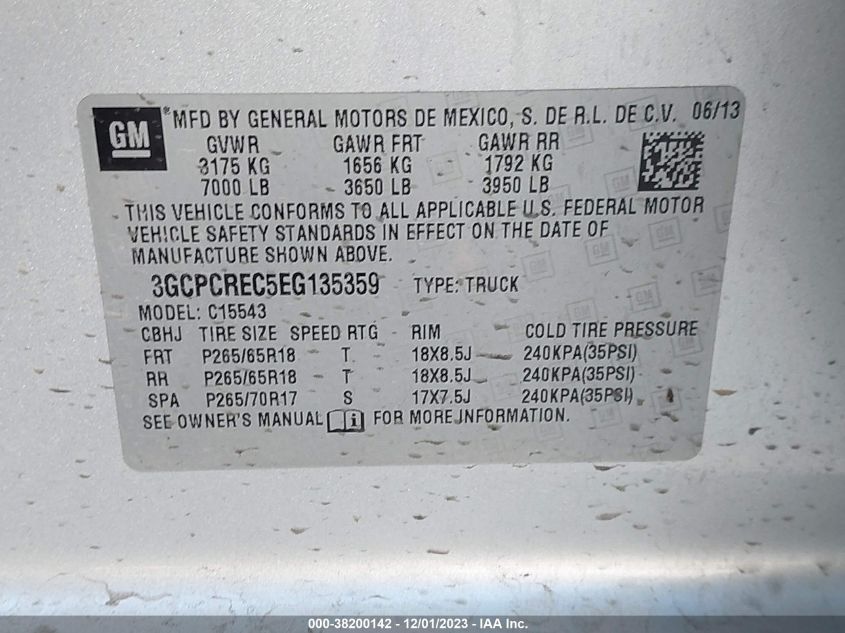 GM
*MFD BY GENERAL MOTORS DE MEXICO, S. DE R.L. DE C.V. 06/13
GVWR GAWR FRT GAWR RR
3175 KG 1656 KG 1792 KG
7000 LB 3650 LB 3950 LB
THIS VEHICLE CONFORMS TO ALL APPLICABLE U.S. FEDERAL MOTOR
VEHICLE SAFETY STANDARDS IN EFFECT ON THE DATE OF
MANUFACTURE SHOWN ABOVE.
3GCPCREC5EG135359 TYPE: TRUCK
MODEL: C15543
CBHJ TIRE SIZE SPEED RTG RIM COLD TIRE PRESSURE
FRT P265/65R18 T 18X8.5J 240KPA(35PSI)
RR P265/65R18 T 18X8.5J 240KPA(35PSI)
SPA P265/70R17 S 17X7.5J 240KPA(35PSI)
SEE OWNER'S MANUAL i FOR MORE INFORMATION.
000-38200142 - 12/01/2023 - IAA Inc.